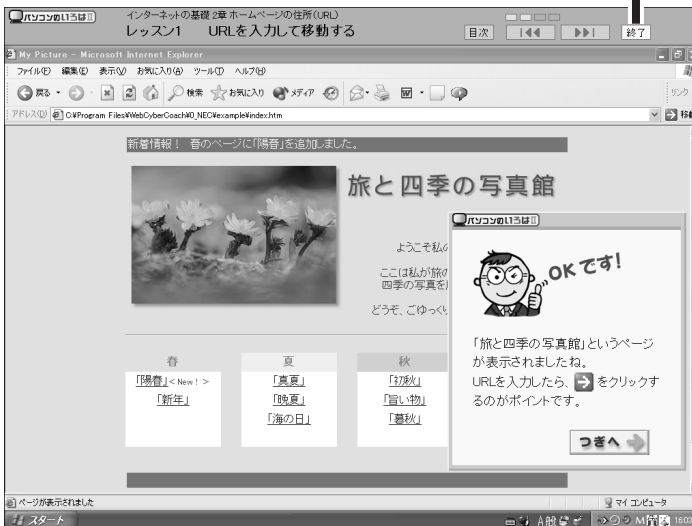 パソコンのいろはⅡ
インターネットの基礎 2章 ホームページの住所(URL)
レッスン1 URLを入力して移動する
目次
終了
My Picture - Microsoft Internet Explorer
ファイル(F) 編集(E) 表示(V) お気に入り(A) ツール(T) ヘルプ(H)
戻る 検索 お気に入り メディア
リンク
アドレス(D) C:¥Program Files¥WebCyberCoach¥0_NEC¥example¥index.htm
移動
新着情報! 春のページに「陽春」を追加しました。
旅と四季の写真館
ようこそ私の
ここは私が旅の
四季の写真を
どうぞ、ごゆっくり
春 夏 秋
「陽春」< New! > 「真夏」 「初秋」
「新年」 「晩夏」 「旨い物」
「海の日」 「暮秋」
パソコンのいろはⅡ
OKです!
「旅と四季の写真館」というページ
が表示されましたね。
URLを入力したら、 をクリックす
るのがポイントです。
つぎへ
ページが表示されました
マイ コンピュータ
スタート
A般
16:03